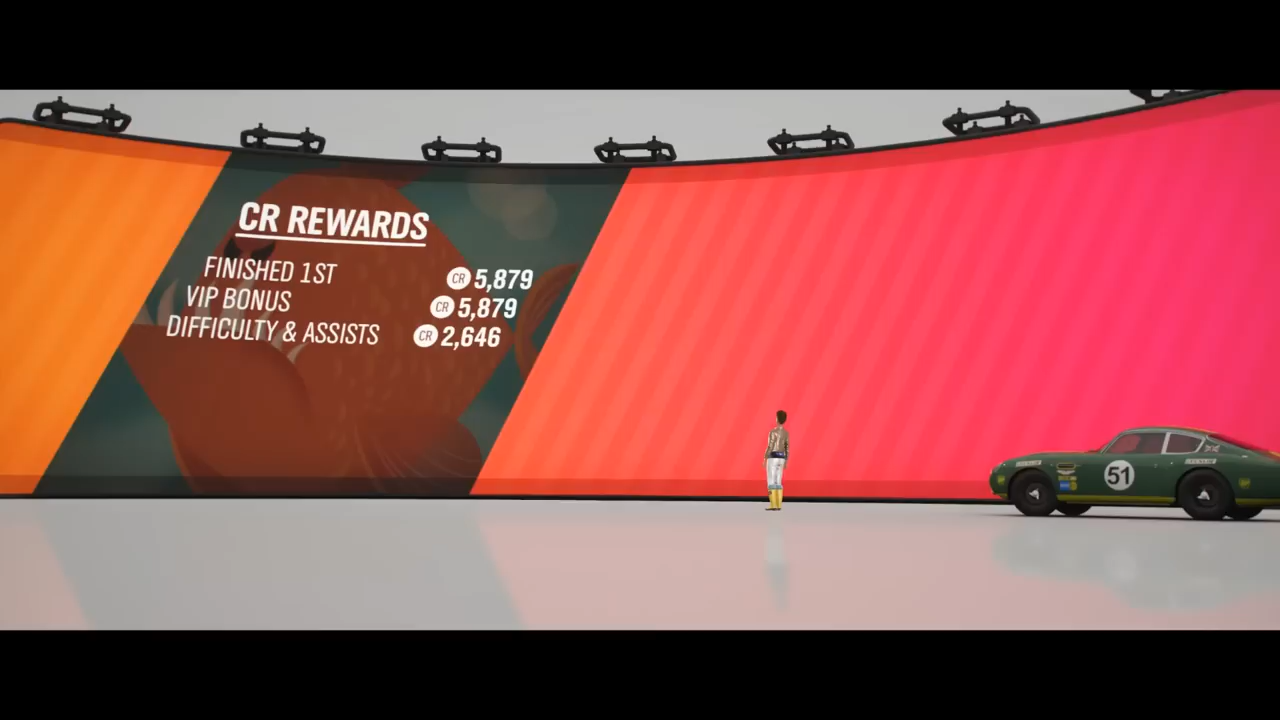 CR REWARDS
FINISHED 1ST CR 5,879
VIP BONUS CR 5,879
DIFFICULTY & ASSISTS CR 2,646
51